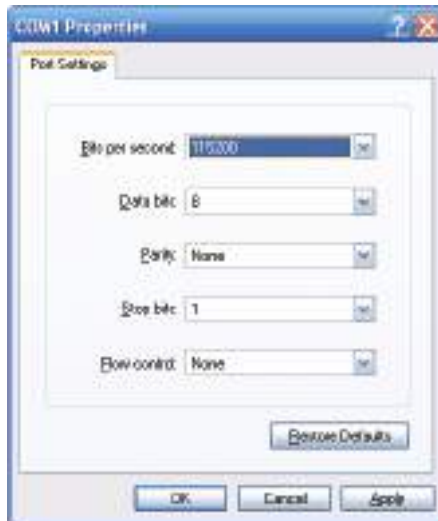 COM1 Properties
Port Settings
Bits per second: 115200
Data bits: 8
Parity: None
Stop bits: 1
Flow control: None
Restore Defaults
OK Cancel Apply